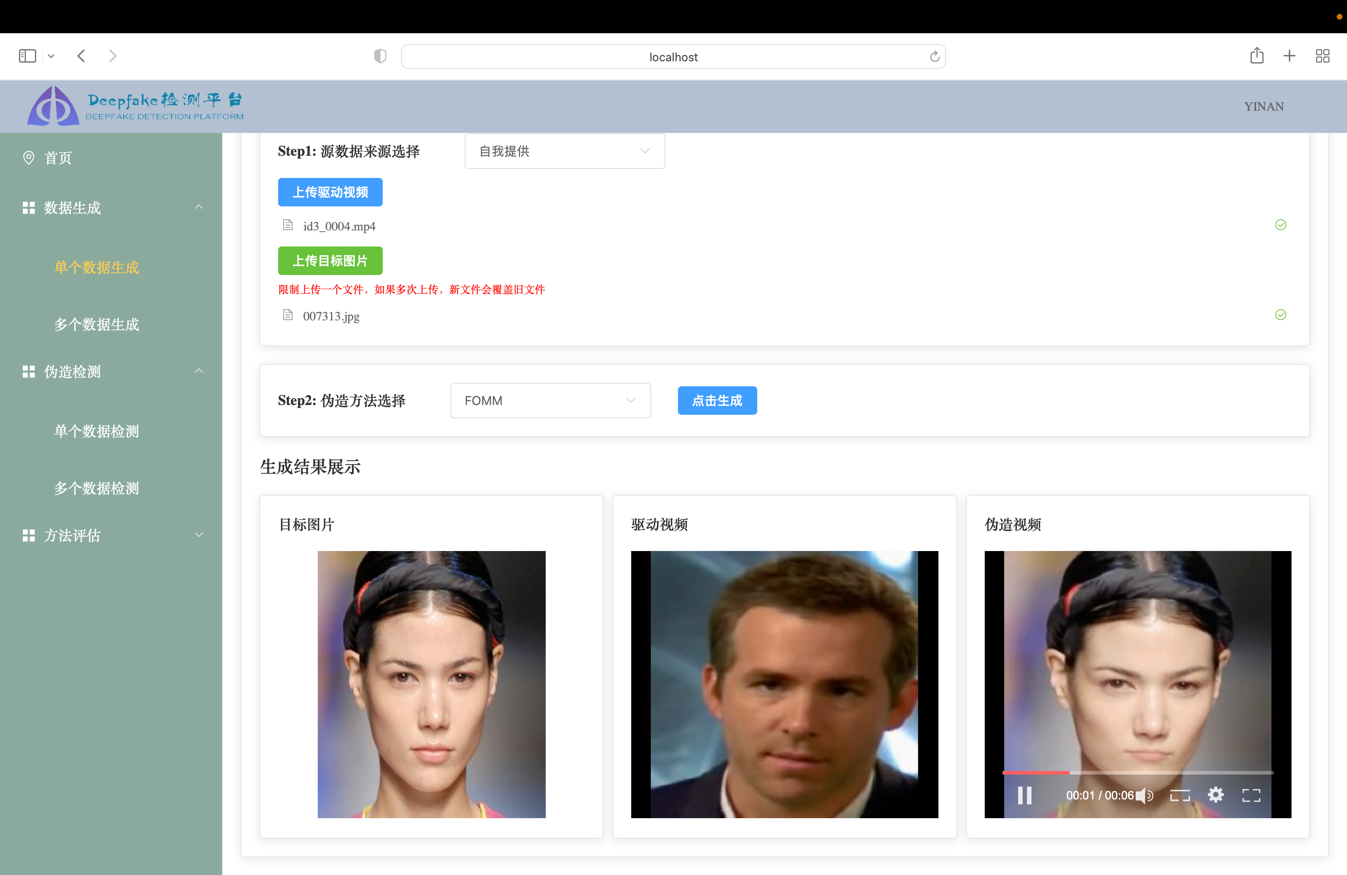 localhost
Deepfake检测平台
DEEPFAKE DETECTION PLATFORM
YINAN
首页
数据生成
单个数据生成
多个数据生成
伪造检测
单个数据检测
多个数据检测
方法评估
Step1: 源数据来源选择
自我提供
上传驱动视频
id3_0004.mp4
上传目标图片
限制上传一个文件，如果多次上传，新文件会覆盖旧文件
007313.jpg
Step2: 伪造方法选择
FOMM
点击生成
生成结果展示
目标图片
驱动视频
伪造视频
00:01 / 00:06